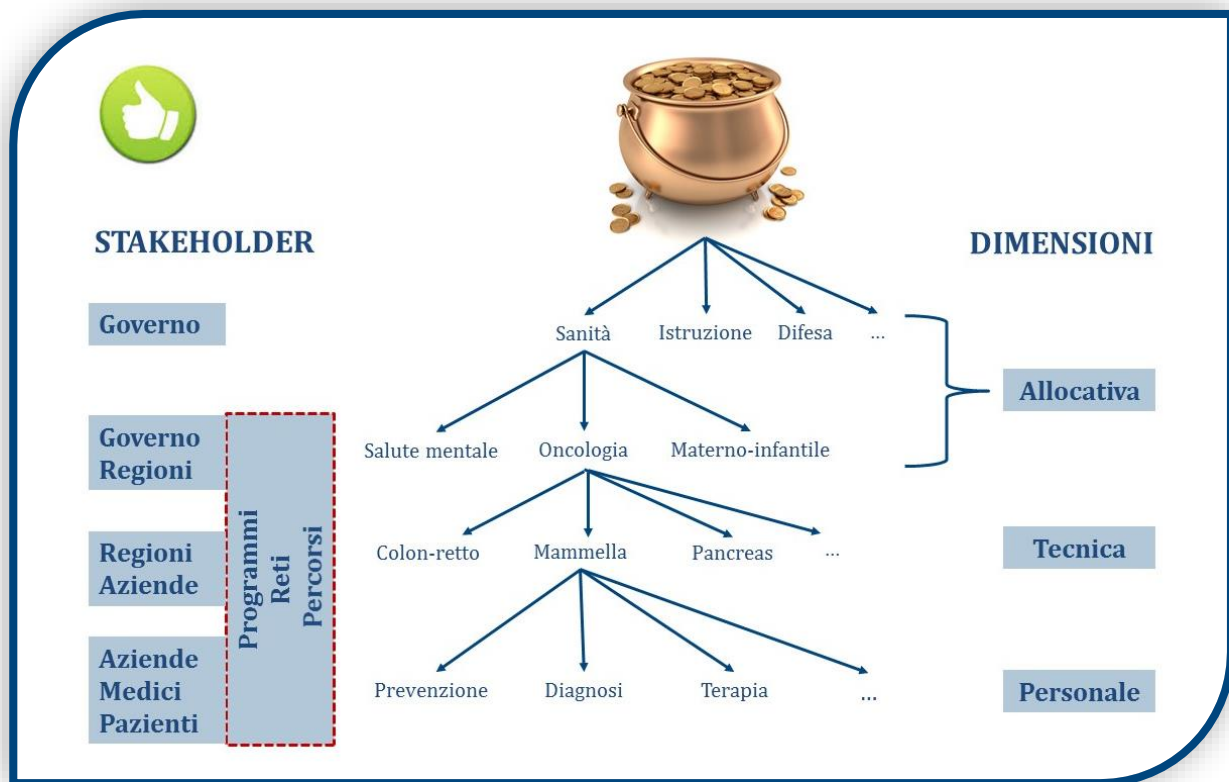 STAKEHOLDER
DIMENSIONI
Governo
Sanità
Istruzione
Difesa
...
Allocativa
Governo
Regioni
Salute mentale
Oncologia
Materno-infantile
Programmi
Reti
Percorsi
Regioni
Aziende
Colon-retto
Mammella
Pancreas
...
Tecnica
Aziende
Medici
Pazienti
Prevenzione
Diagnosi
Terapia
...
Personale